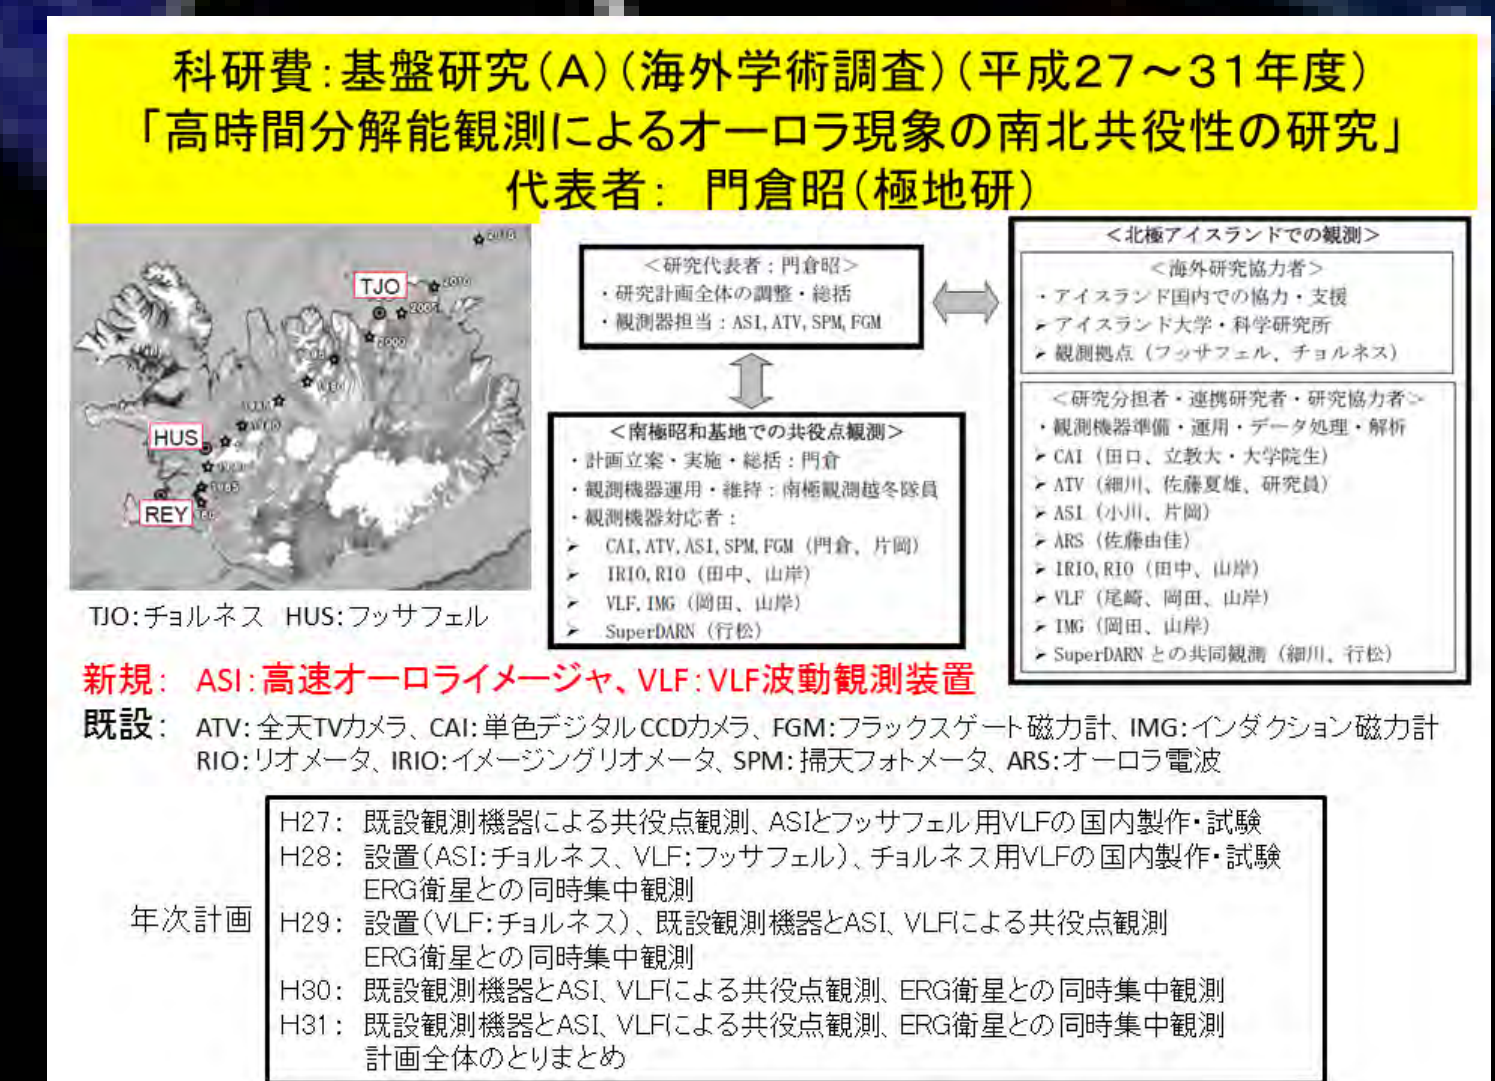 科研費:基盤研究(A)(海外学術調査)(平成27～31年度)
「高時間分解能観測によるオーロラ現象の南北共役性の研究」
代表者: 門倉昭(極地研)
2010
TJO
2005
2000
1980
HUS
1985
REY
TJO:チョルネス HUS:フッサフェル
＜研究代表者：門倉昭＞
・研究計画全体の調整・総括
・観測器担当：ASI, ATV, SPM, FGM
＜南極昭和基地での共役点観測＞
・計画立案・実施・総括：門倉
・観測機器運用・維持：南極観測越冬隊員
・観測機器対応者：
➢ CAI, ATV, ASI, SPM, FGM（門倉、片岡）
➢ IRIO, RIO（田中、山岸）
➢ VLF, IMG（岡田、山岸）
➢ SuperDARN（行松）
＜北極アイスランドでの観測＞
＜海外研究協力者＞
・アイスランド国内での協力・支援
➢ アイスランド大学・科学研究所
➢ 観測拠点（フッサフェル、チョルネス）
＜研究分担者・連携研究者・研究協力者＞
・観測機器準備・運用・データ処理・解析
➢ CAI（田口、立教大・大学院生）
➢ ATV（細川、佐藤夏雄、研究員）
➢ ASI（小川、片岡）
➢ ARS（佐藤由佳）
➢ IRIO, RIO（田中、山岸）
➢ VLF（尾崎、岡田、山岸）
➢ IMG（岡田、山岸）
➢ SuperDARN との共同観測（細川、行松）
新規: ASI:高速オーロライメージャ、VLF:VLF波動観測装置
既設: ATV:全天TVカメラ、CAI:単色デジタルCCDカメラ、FGM:フラックスゲート磁力計、IMG:インダクション磁力計
RIO:リオメータ、IRIO:イメージングリオメータ、SPM:掃天フォトメータ、ARS:オーロラ電波
年次計画
H27: 既設観測機器による共役点観測、ASIとフッサフェル用VLFの国内製作・試験
H28: 設置(ASI:チョルネス、VLF:フッサフェル)、チョルネス用VLFの国内製作・試験
ERG衛星との同時集中観測
H29: 設置(VLF:チョルネス)、既設観測機器とASI、VLFによる共役点観測
ERG衛星との同時集中観測
H30: 既設観測機器とASI、VLFによる共役点観測、ERG衛星との同時集中観測
H31: 既設観測機器とASI、VLFによる共役点観測、ERG衛星との同時集中観測
計画全体のとりまとめ